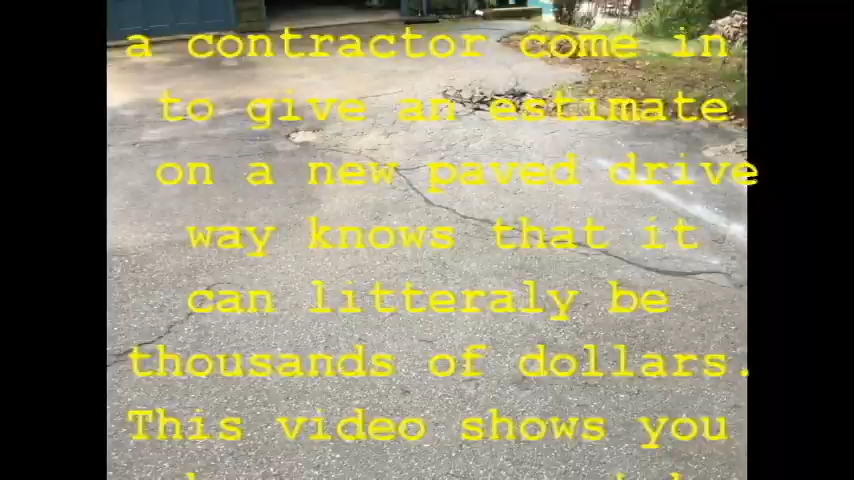 a contractor come in
to give an estimate
on a new paved drive
way knows that it
can litteraly be
thousands of dollars.
This video shows you